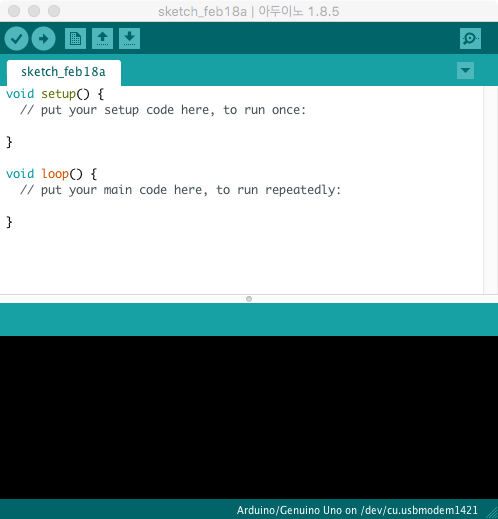 sketch_feb18a | 아두이노 1.8.5
sketch_feb18a
void setup() {
  // put your setup code here, to run once:
}
void loop() {
  // put your main code here, to run repeatedly:
}
Arduino/Genuino Uno on /dev/cu.usbmodem1421